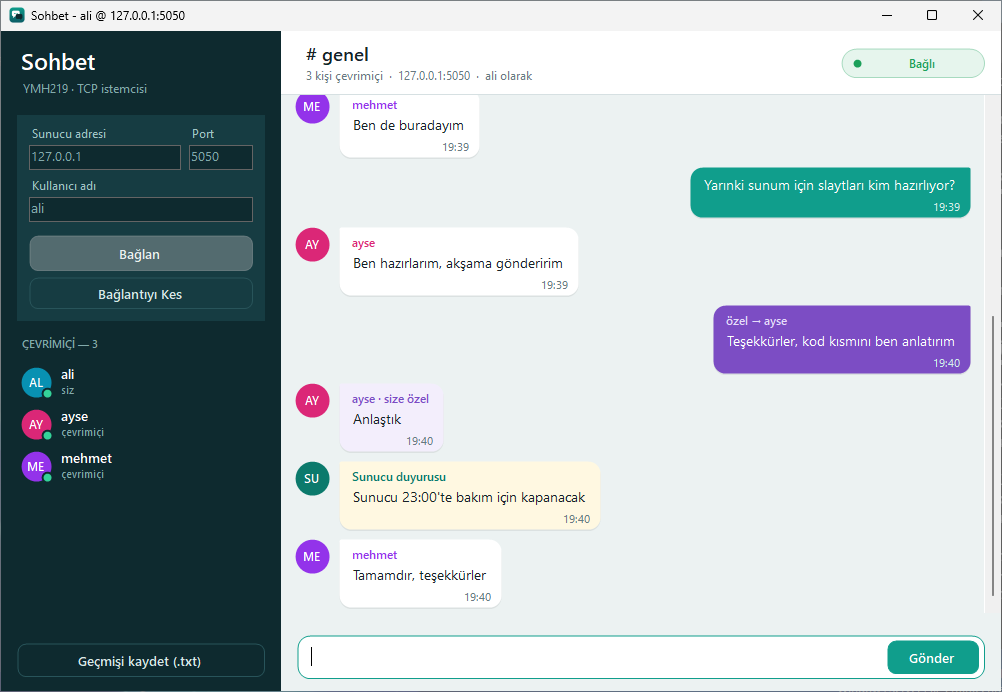 Sohbet - ali @ 127.0.0.1:5050
Sohbet
YMH219 · TCP istemcisi
Sunucu adresi
Port
127.0.0.1
5050
Kullanıcı adı
ali
Bağlan
Bağlantıyı Kes
ÇEVRİMİÇİ — 3
AL
ali
siz
AY
ayse
çevrimiçi
ME
mehmet
çevrimiçi
Geçmişi kaydet (.txt)
# genel
3 kişi çevrimiçi · 127.0.0.1:5050 · ali olarak
Bağlı
ME
mehmet
Ben de buradayım
19:39
Yarınki sunum için slaytları kim hazırlıyor?
19:39
AY
ayse
Ben hazırlarım, akşama gönderirim
19:39
özel → ayse
Teşekkürler, kod kısmını ben anlatırım
19:40
AY
ayse · size özel
Anlaştık
19:40
SU
Sunucu duyurusu
Sunucu 23:00'te bakım için kapanacak
19:40
ME
mehmet
Tamamdır, teşekkürler
19:40
Gönder